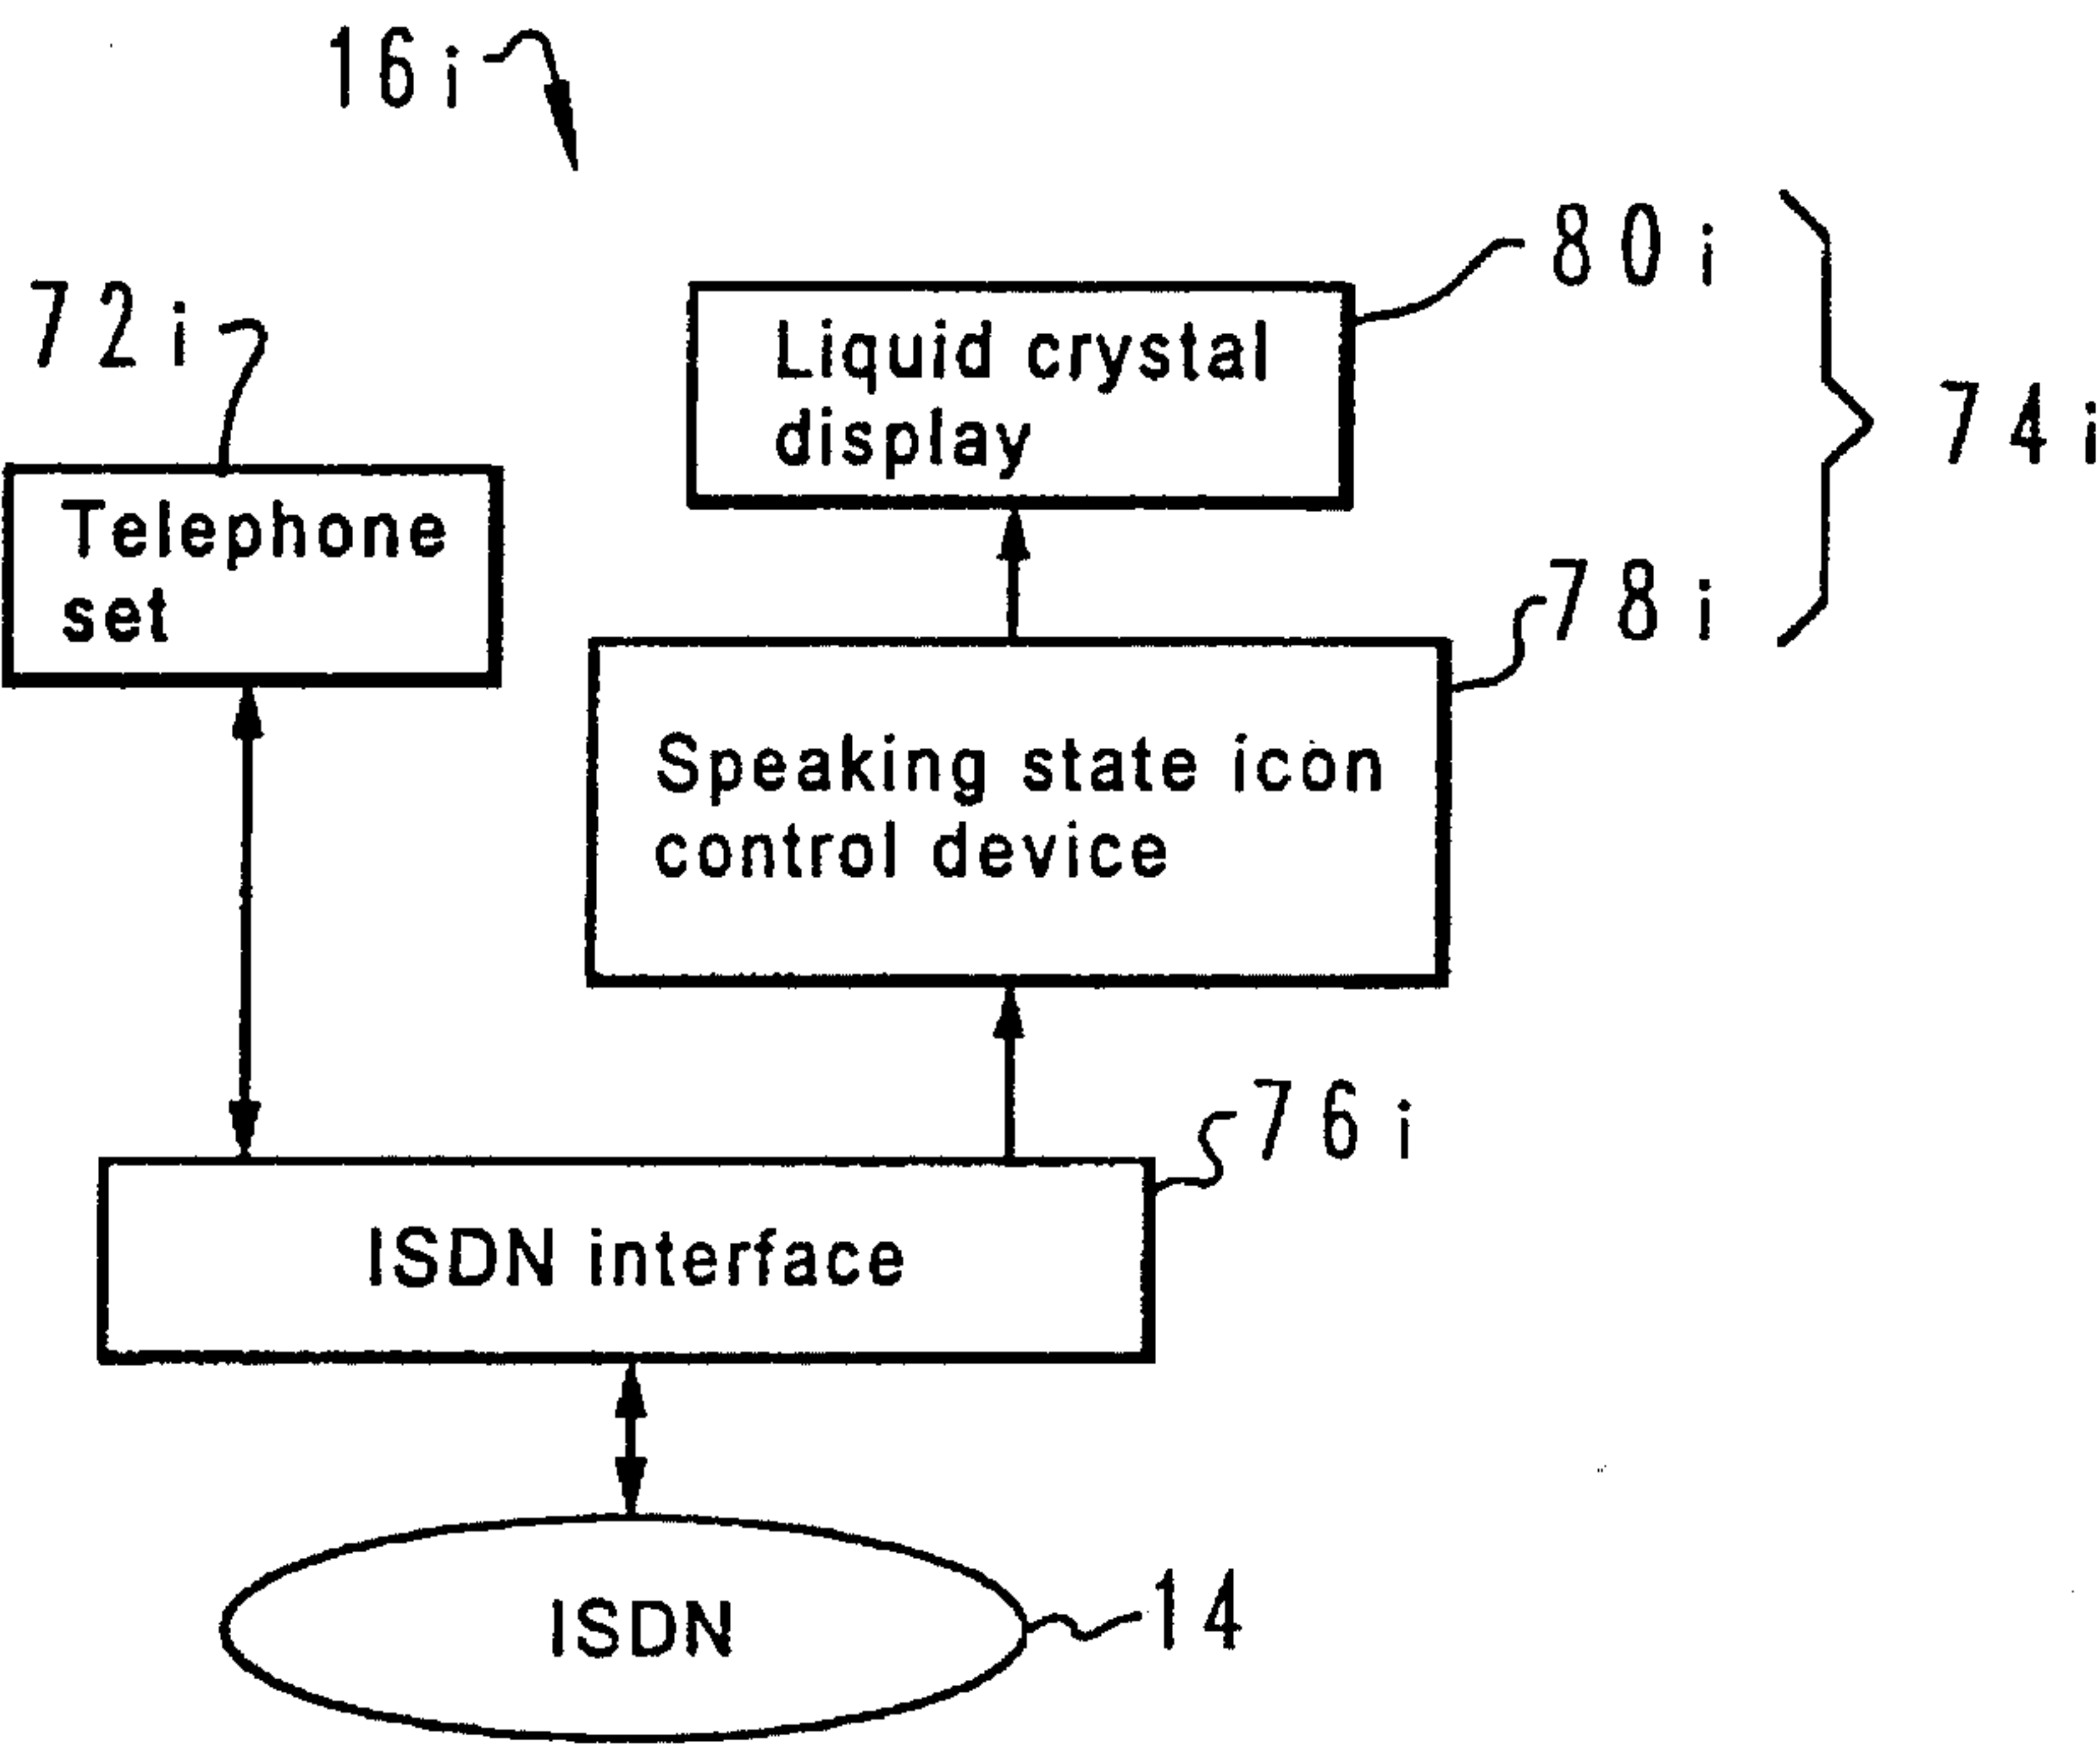 16i
80i
72i
Liquid crystal
display
74i
Telephone
set
78i
Speaking state icon
control device
76i
ISDN interface
ISDN
14